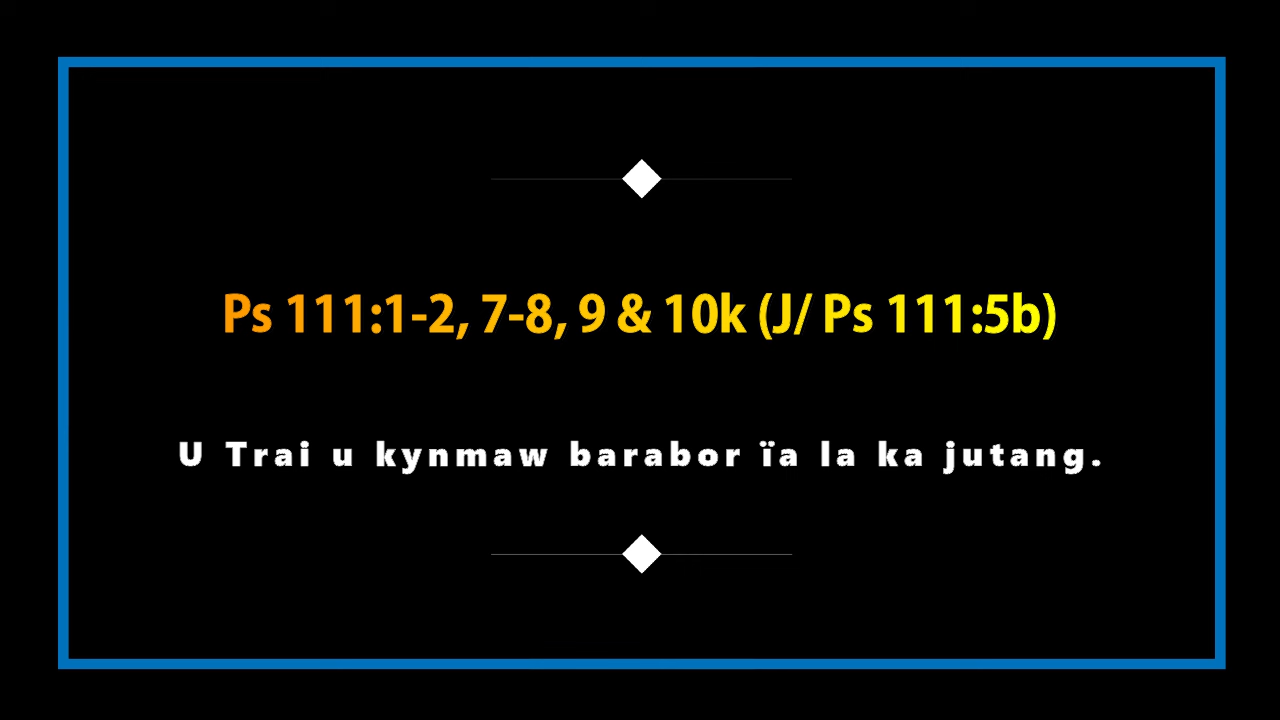 Ps 111:1-2, 7-8, 9 & 10k (J/ Ps 111:5b)
U Trai u kynmaw barabor ïa la ka jutang.